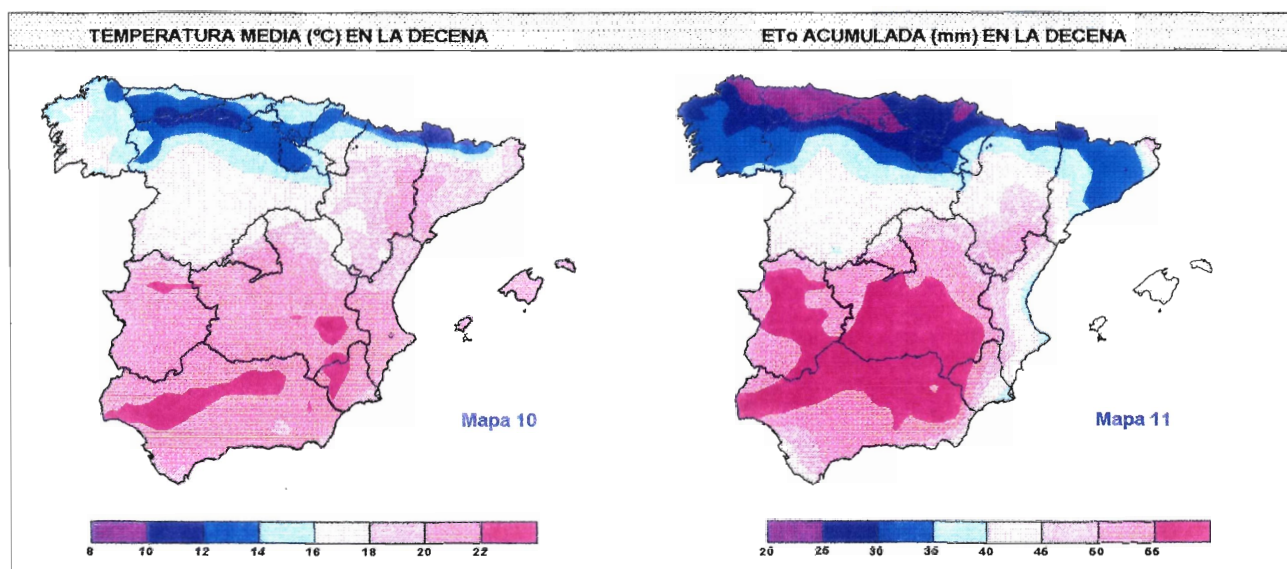 TEMPERATURA MEDIA (ºC) EN LA DECENA
ETo ACUMULADA (mm) EN LA DECENA
Mapa 10
Mapa 11
8 10 12 14 16 18 20 22
20 25 30 35 40 45 50 55